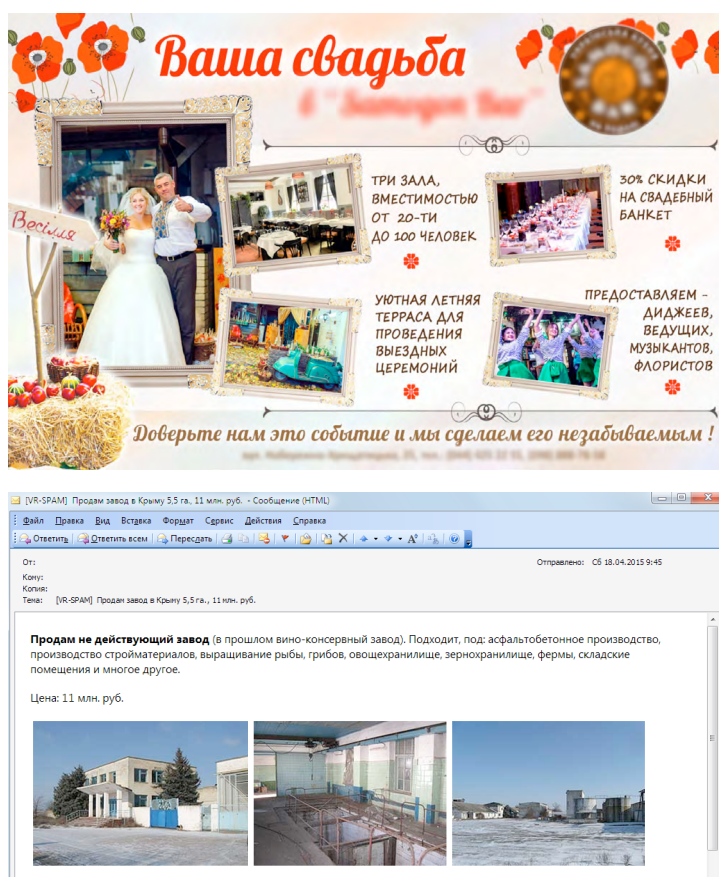 Ваша свадьба
Весілля
ТРИ ЗАЛА,
ВМЕСТИМОСТЬЮ
ОТ 20-ТИ
ДО 100 ЧЕЛОВЕК
30% СКИДКИ
НА СВАДЕБНЫЙ
БАНКЕТ
УЮТНАЯ ЛЕТНЯЯ
ТЕРРАСА ДЛЯ
ПРОВЕДЕНИЯ
ВЫЕЗДНЫХ
ЦЕРЕМОНИЙ
ПРЕДОСТАВЛЯЕМ –
ДИДЖЕЕВ,
ВЕДУЩИХ,
МУЗЫКАНТОВ,
ФЛОРИСТОВ
Доверьте нам это событие и мы сделаем его незабываемым !
[VR-SPAM] Продам завод в Крыму 5,5 га., 11 млн. руб. - Сообщение (HTML)
Файл Правка Вид Вставка Формат Сервис Действия Справка
Ответить Ответить всем Переслать
От: Отправлено: Сб 18.04.2015 9:45
Кому:
Копия:
Тема: [VR-SPAM] Продам завод в Крыму 5,5 га., 11 млн. руб.
Продам не действующий завод (в прошлом вино-консервный завод). Подходит, под: асфальтобетонное производство,
производство стройматериалов, выращивание рыбы, грибов, овощехранилище, зернохранилище, фермы, складские
помещения и многое другое.
Цена: 11 млн. руб.